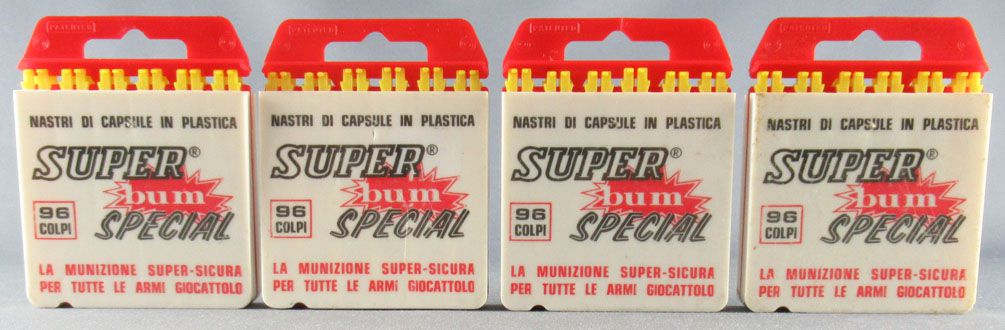 PATENTED
NASTRI DI CAPSULE IN PLASTICA
SUPER®
bum
96
COLPI
SPECIAL
LA MUNIZIONE SUPER-SICURA
PER TUTTE LE ARMI GIOCATTOLO
PATENTED
NASTRI DI CAPSULE IN PLASTICA
SUPER®
bum
96
COLPI
SPECIAL
LA MUNIZIONE SUPER-SICURA
PER TUTTE LE ARMI GIOCATTOLO
PATENTED
NASTRI DI CAPSULE IN PLASTICA
SUPER®
bum
96
COLPI
SPECIAL
LA MUNIZIONE SUPER-SICURA
PER TUTTE LE ARMI GIOCATTOLO
PATENTED
NASTRI DI CAPSULE IN PLASTICA
SUPER®
bum
96
COLPI
SPECIAL
LA MUNIZIONE SUPER-SICURA
PER TUTTE LE ARMI GIOCATTOLO